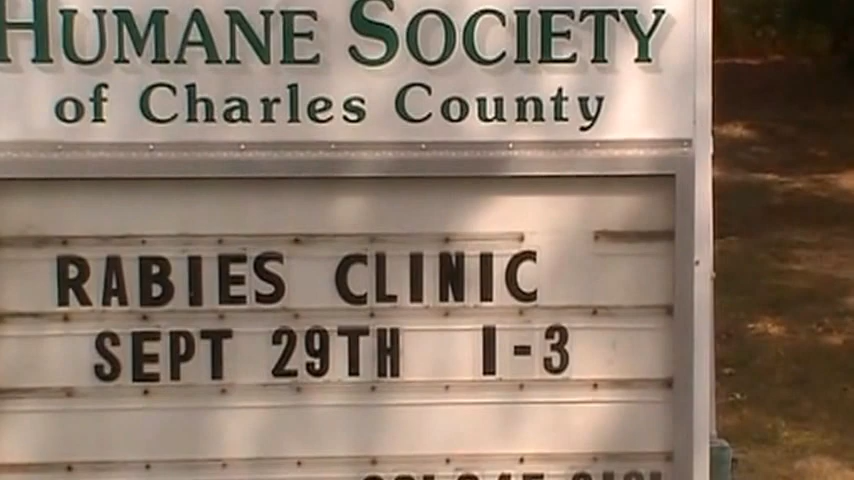 HUMANE SOCIETY
of Charles County
RABIES CLINIC
SEPT 29TH 1-3